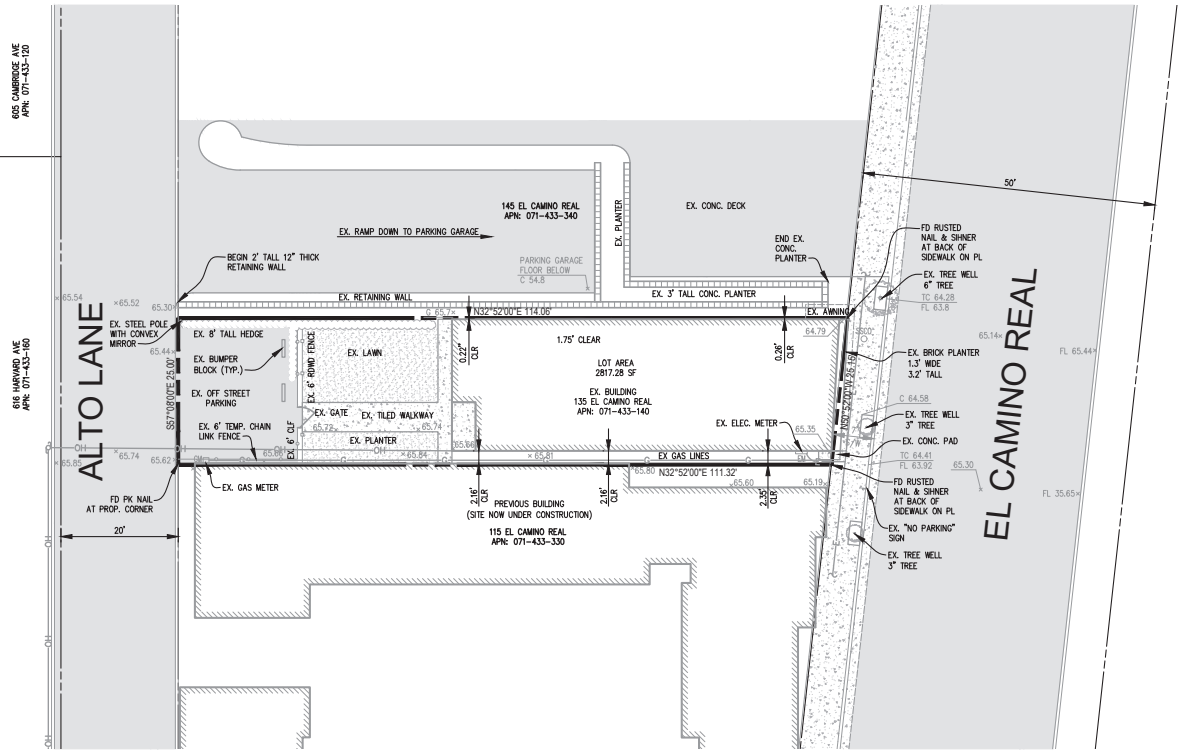 605 CAMBRIDGE AVE
APN: 071-433-120
616 HARVARD AVE
APN: 071-433-160
ALTO LANE
EL CAMINO REAL
50'
145 EL CAMINO REAL
APN: 071-433-340
EX. CONC. DECK
EX. PLANTER
EX. RAMP DOWN TO PARKING GARAGE
PARKING GARAGE
FLOOR BELOW
C 54.8
BEGIN 2' TALL 12" THICK
RETAINING WALL
END EX.
CONC.
PLANTER
FD RUSTED
NAIL & SIHNER
AT BACK OF
SIDEWALK ON PL
EX. TREE WELL
6" TREE
TC 64.28
FL 63.8
EX. RETAINING WALL
EX. 3' TALL CONC. PLANTER
×65.54
×65.52
65.30
G 65.7×
N32°52'00"E 114.06'
EX. AWNING
64.79
SSCO
65.14×
FL 65.44×
EX. STEEL POLE
WITH CONVEX
MIRROR
65.44
S57°08'00"E 25.00'
EX. 8' TALL HEDGE
EX. BUMPER
BLOCK (TYP.)
EX. OFF STREET
PARKING
EX. 6' TEMP. CHAIN
LINK FENCE
EX. 6' RDWD FENCE
EX. 6' CLF
EX. LAWN
EX. GATE
EX. TILED WALKWAY
65.72
65.74
EX. PLANTER
0.22'
CLR
1.75' CLEAR
LOT AREA
2817.28 SF
EX. BUILDING
135 EL CAMINO REAL
APN: 071-433-140
0.26'
CLR
EX. ELEC. METER
65.35
EM
EX. BRICK PLANTER
1.3' WIDE
3.2' TALL
C 64.58
EX. TREE WELL
3" TREE
EX. CONC. PAD
TC 64.41
FL 63.92
65.30
FL 35.65×
OH
OH
OH
×65.85
×65.74
65.62
GM
65.66
×65.84
×65.81
EX GAS LINES
×65.80
N32°52'00"E 111.32'
×65.60
65.19
EX. GAS METER
FD PK NAIL
AT PROP. CORNER
20'
2.16'
CLR
2.16'
CLR
2.35'
CLR
PREVIOUS BUILDING
(SITE NOW UNDER CONSTRUCTION)
115 EL CAMINO REAL
APN: 071-433-330
FD RUSTED
NAIL & SIHNER
AT BACK OF
SIDEWALK ON PL
EX. "NO PARKING"
SIGN
EX. TREE WELL
3" TREE
OH
OH
OH